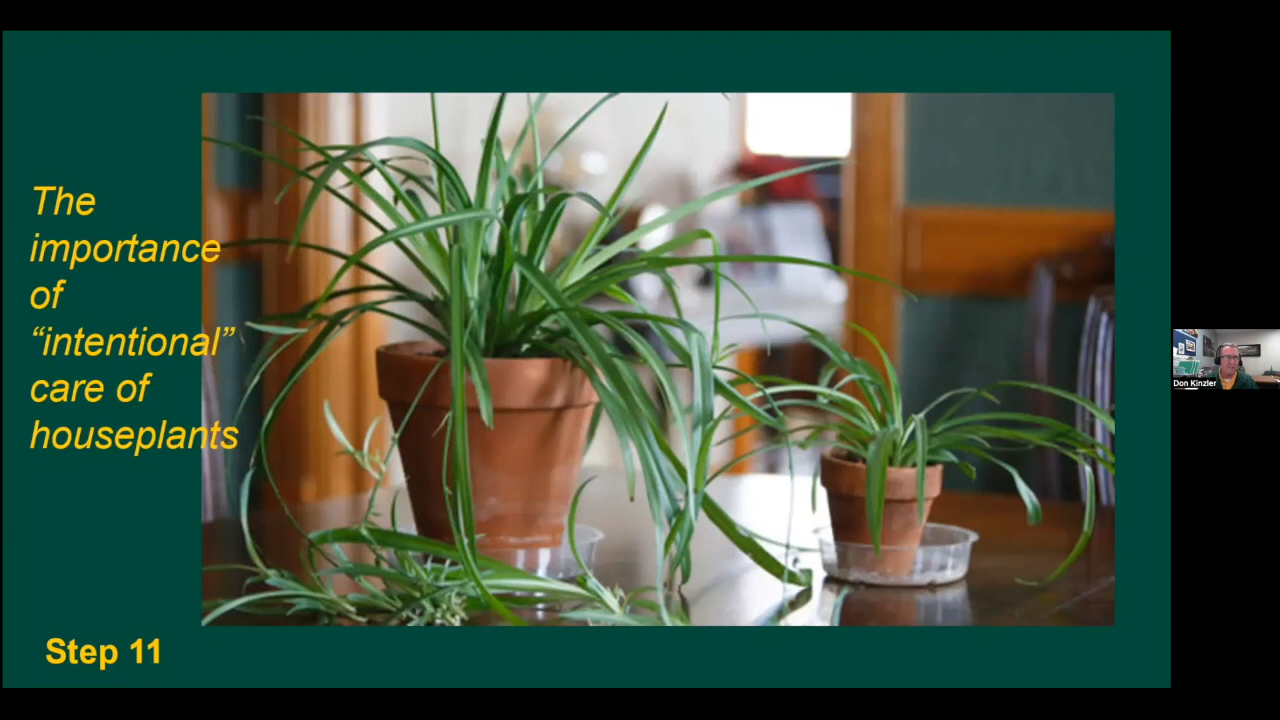 The
importance
of
“intentional”
care of
houseplants
Step 11
Don Kinzler